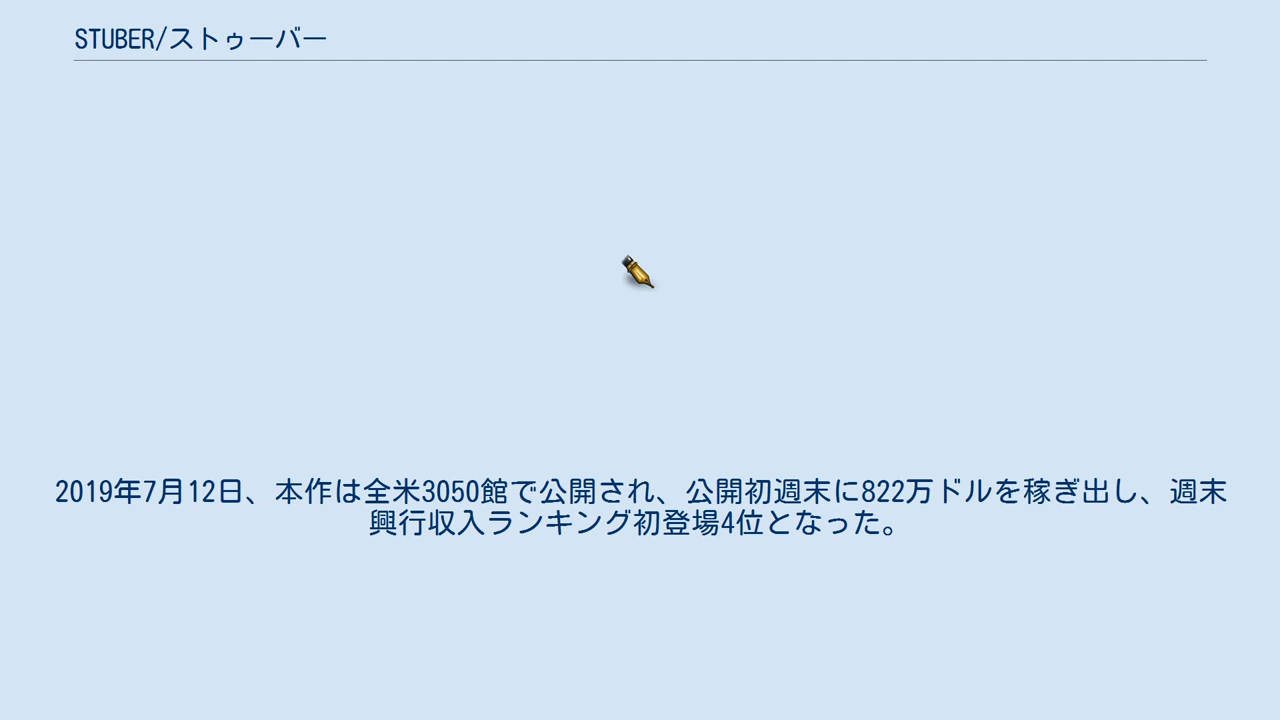 STUBER/ストゥーバー
2019年7月12日、本作は全米3050館で公開され、公開初週末に822万ドルを稼ぎ出し、週末
興行収入ランキング初登場4位となった。